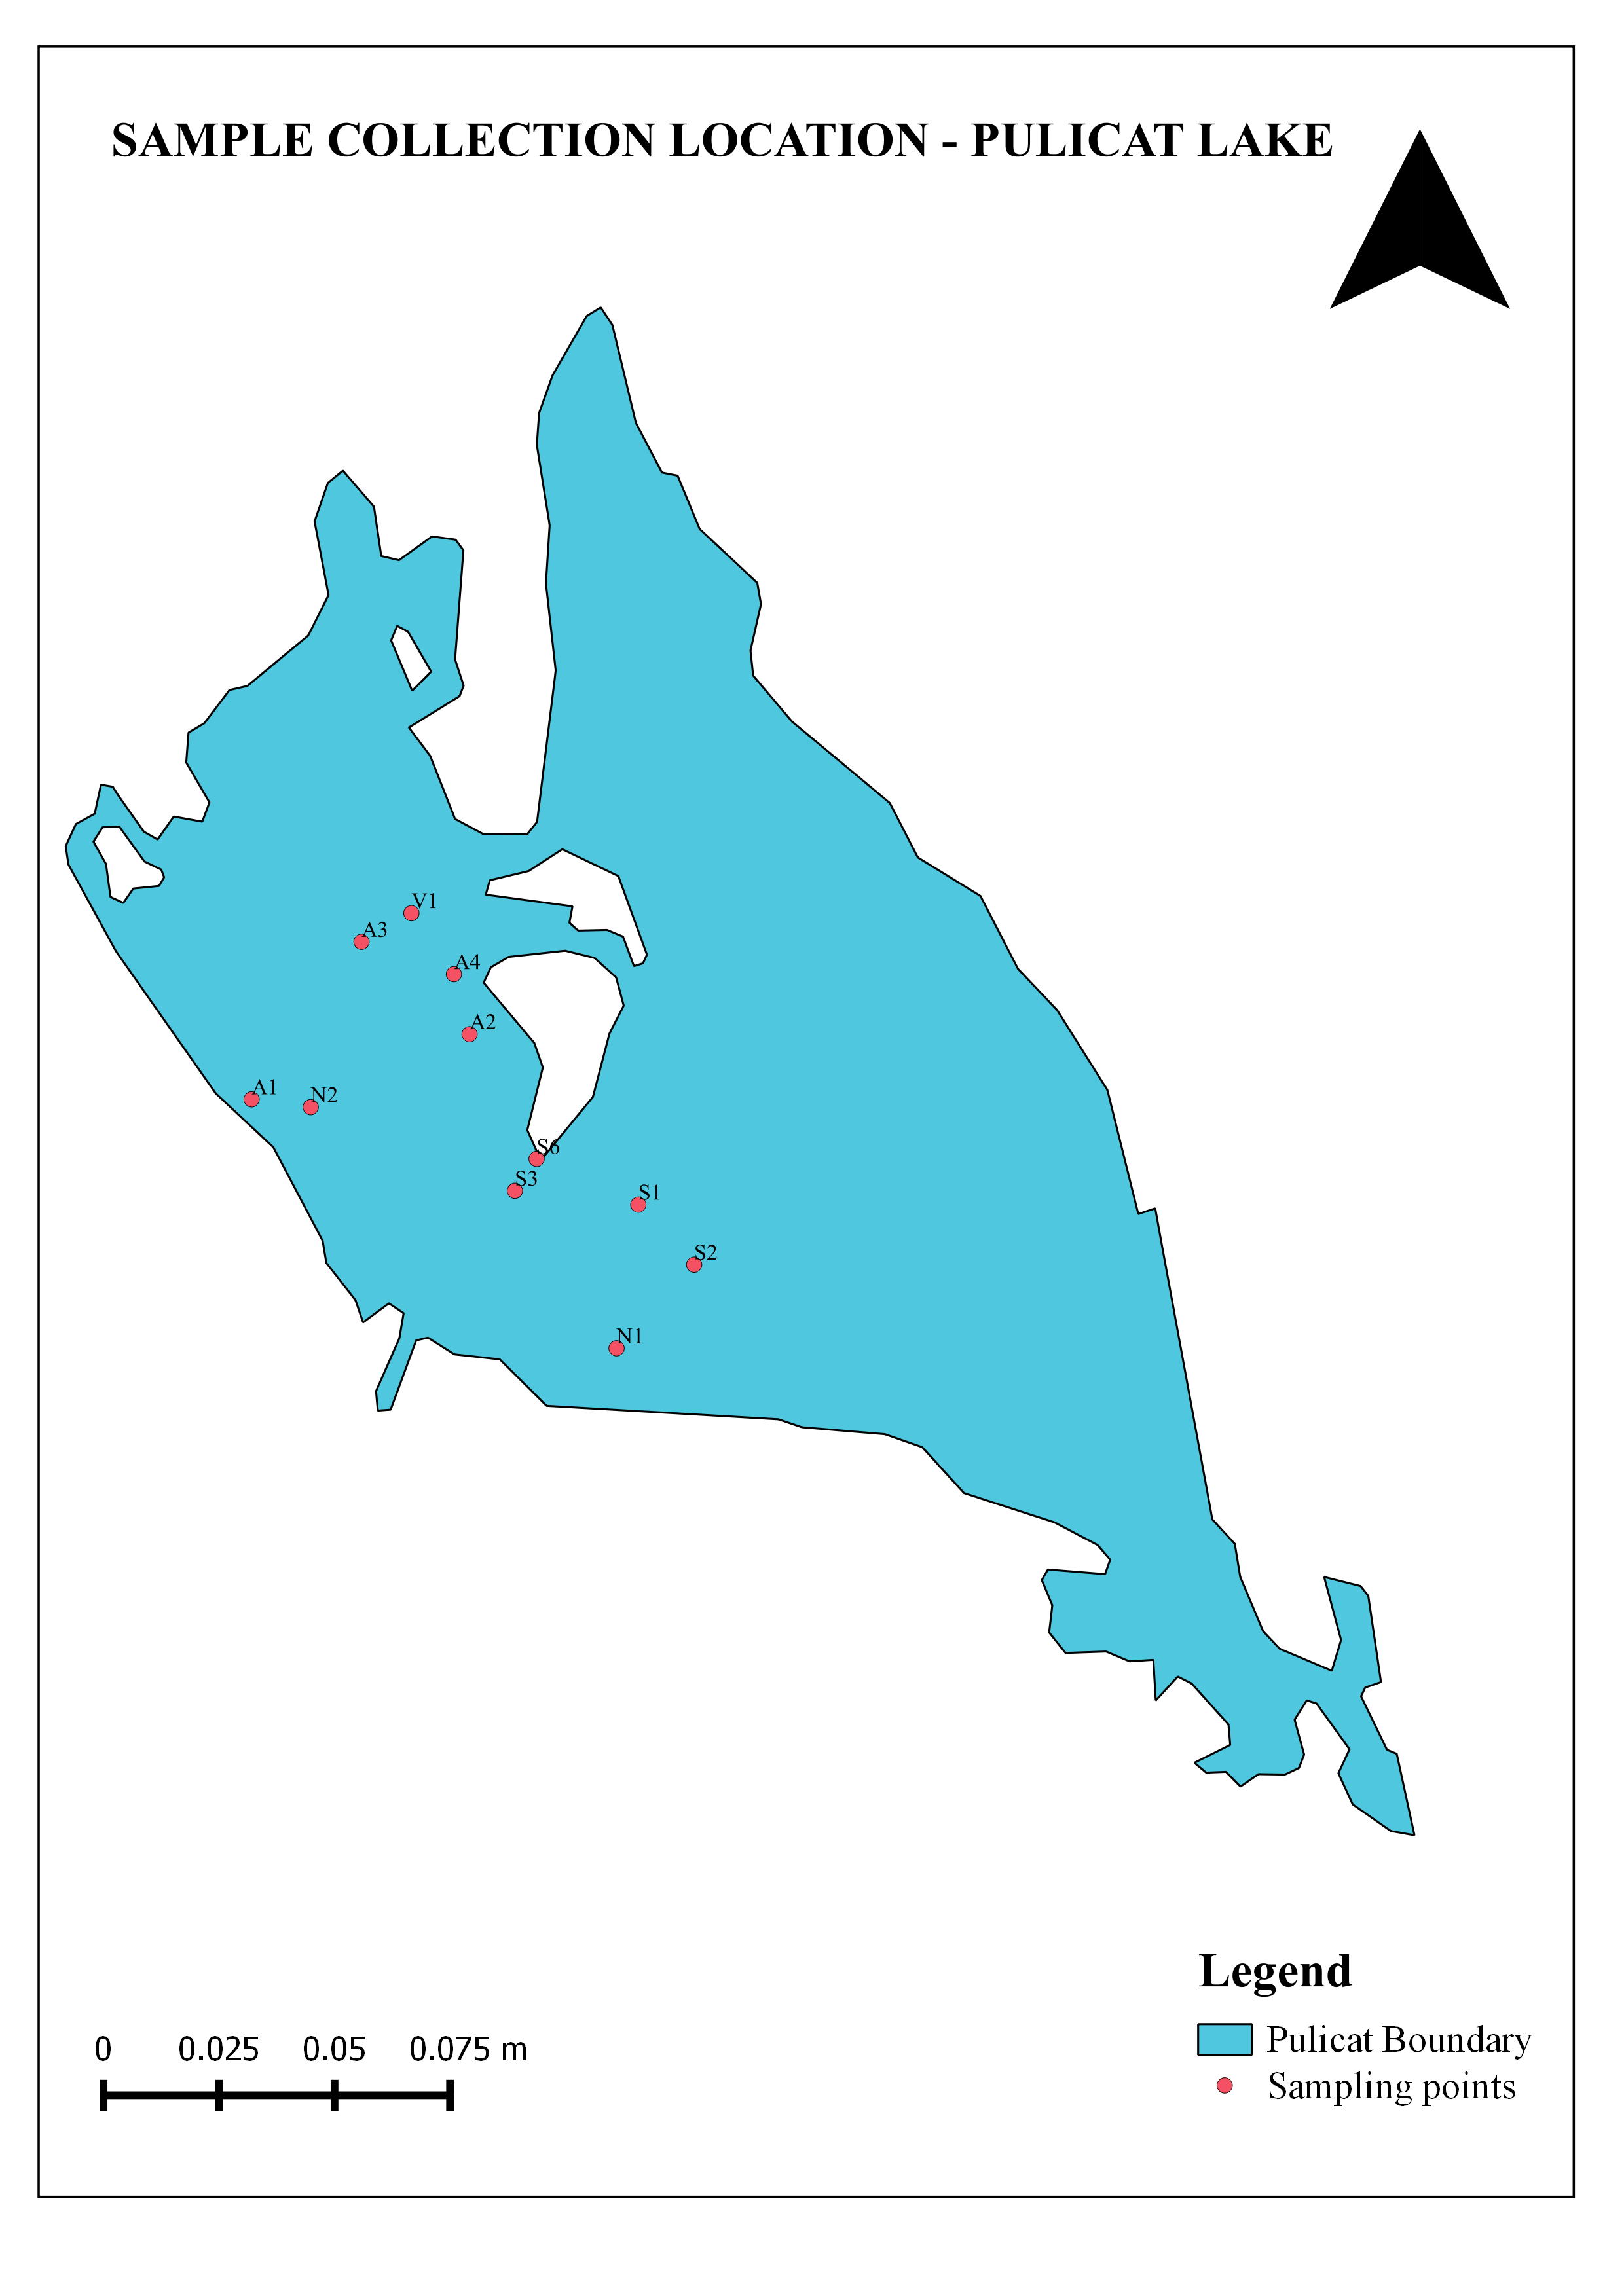 SAMPLE COLLECTION LOCATION - PULICAT LAKE
V1
A3
A4
A2
A1
N2
S6
S3
S1
S2
N1
Legend
Pulicat Boundary
Sampling points
0 0.025 0.05 0.075 m